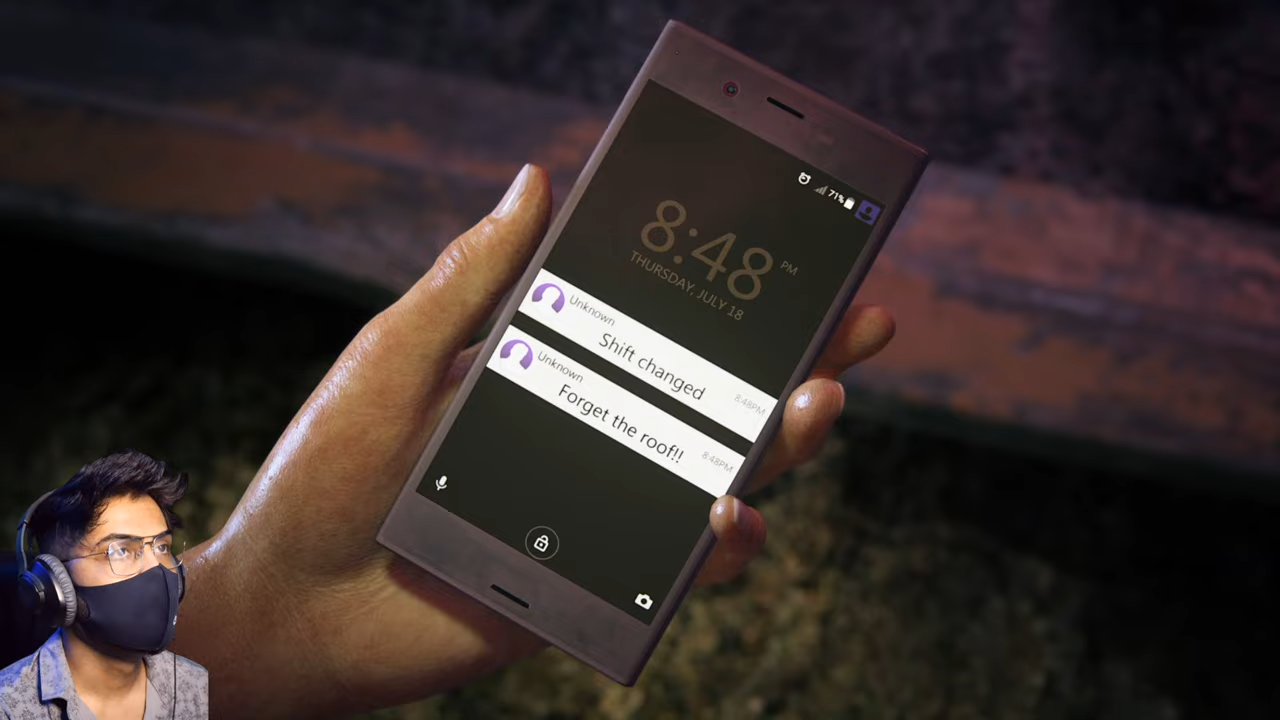 71%
8:48 PM
THURSDAY, JULY 18
Unknown
Shift changed
8:48PM
Unknown
Forget the roof!!
8:48PM